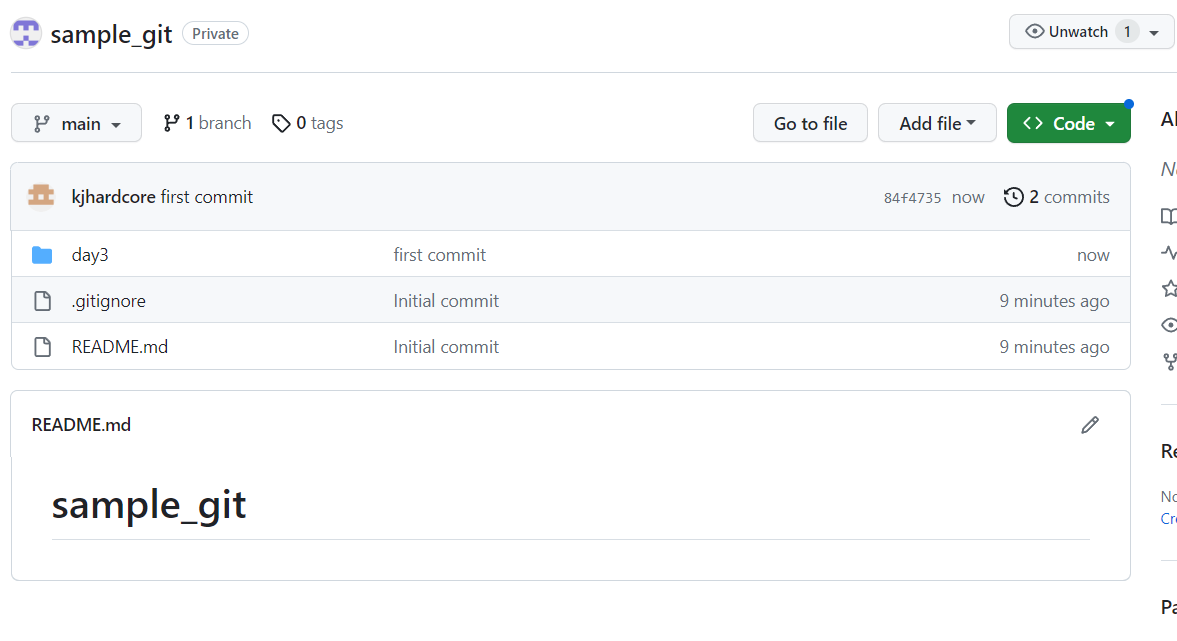 sample_git Private Unwatch 1
main 1 branch 0 tags Go to file Add file Code
kjhardcore first commit 84f4735 now 2 commits
day3 first commit now
.gitignore Initial commit 9 minutes ago
README.md Initial commit 9 minutes ago
README.md
sample_git